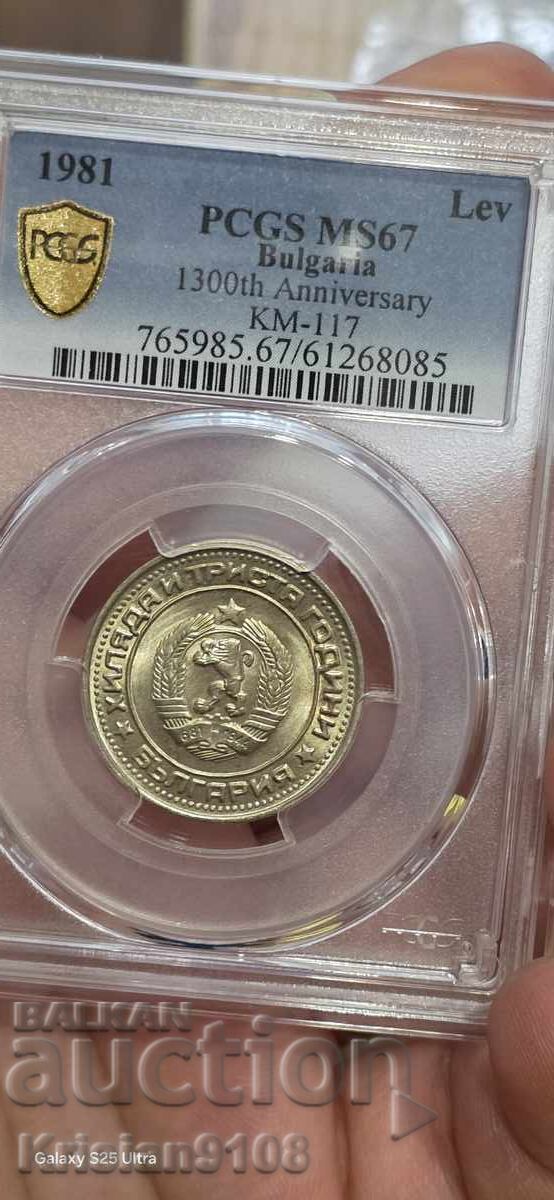 1981
Lev
PCGS
PCGS MS67
Bulgaria
1300th Anniversary
KM-117
765985.67/61268085
ХИЛЯДА И ТРИСТА ГОДИНИ
БЪЛГАРИЯ
BALKAN
auction
Krisian9108
Galaxy S25 Ultra